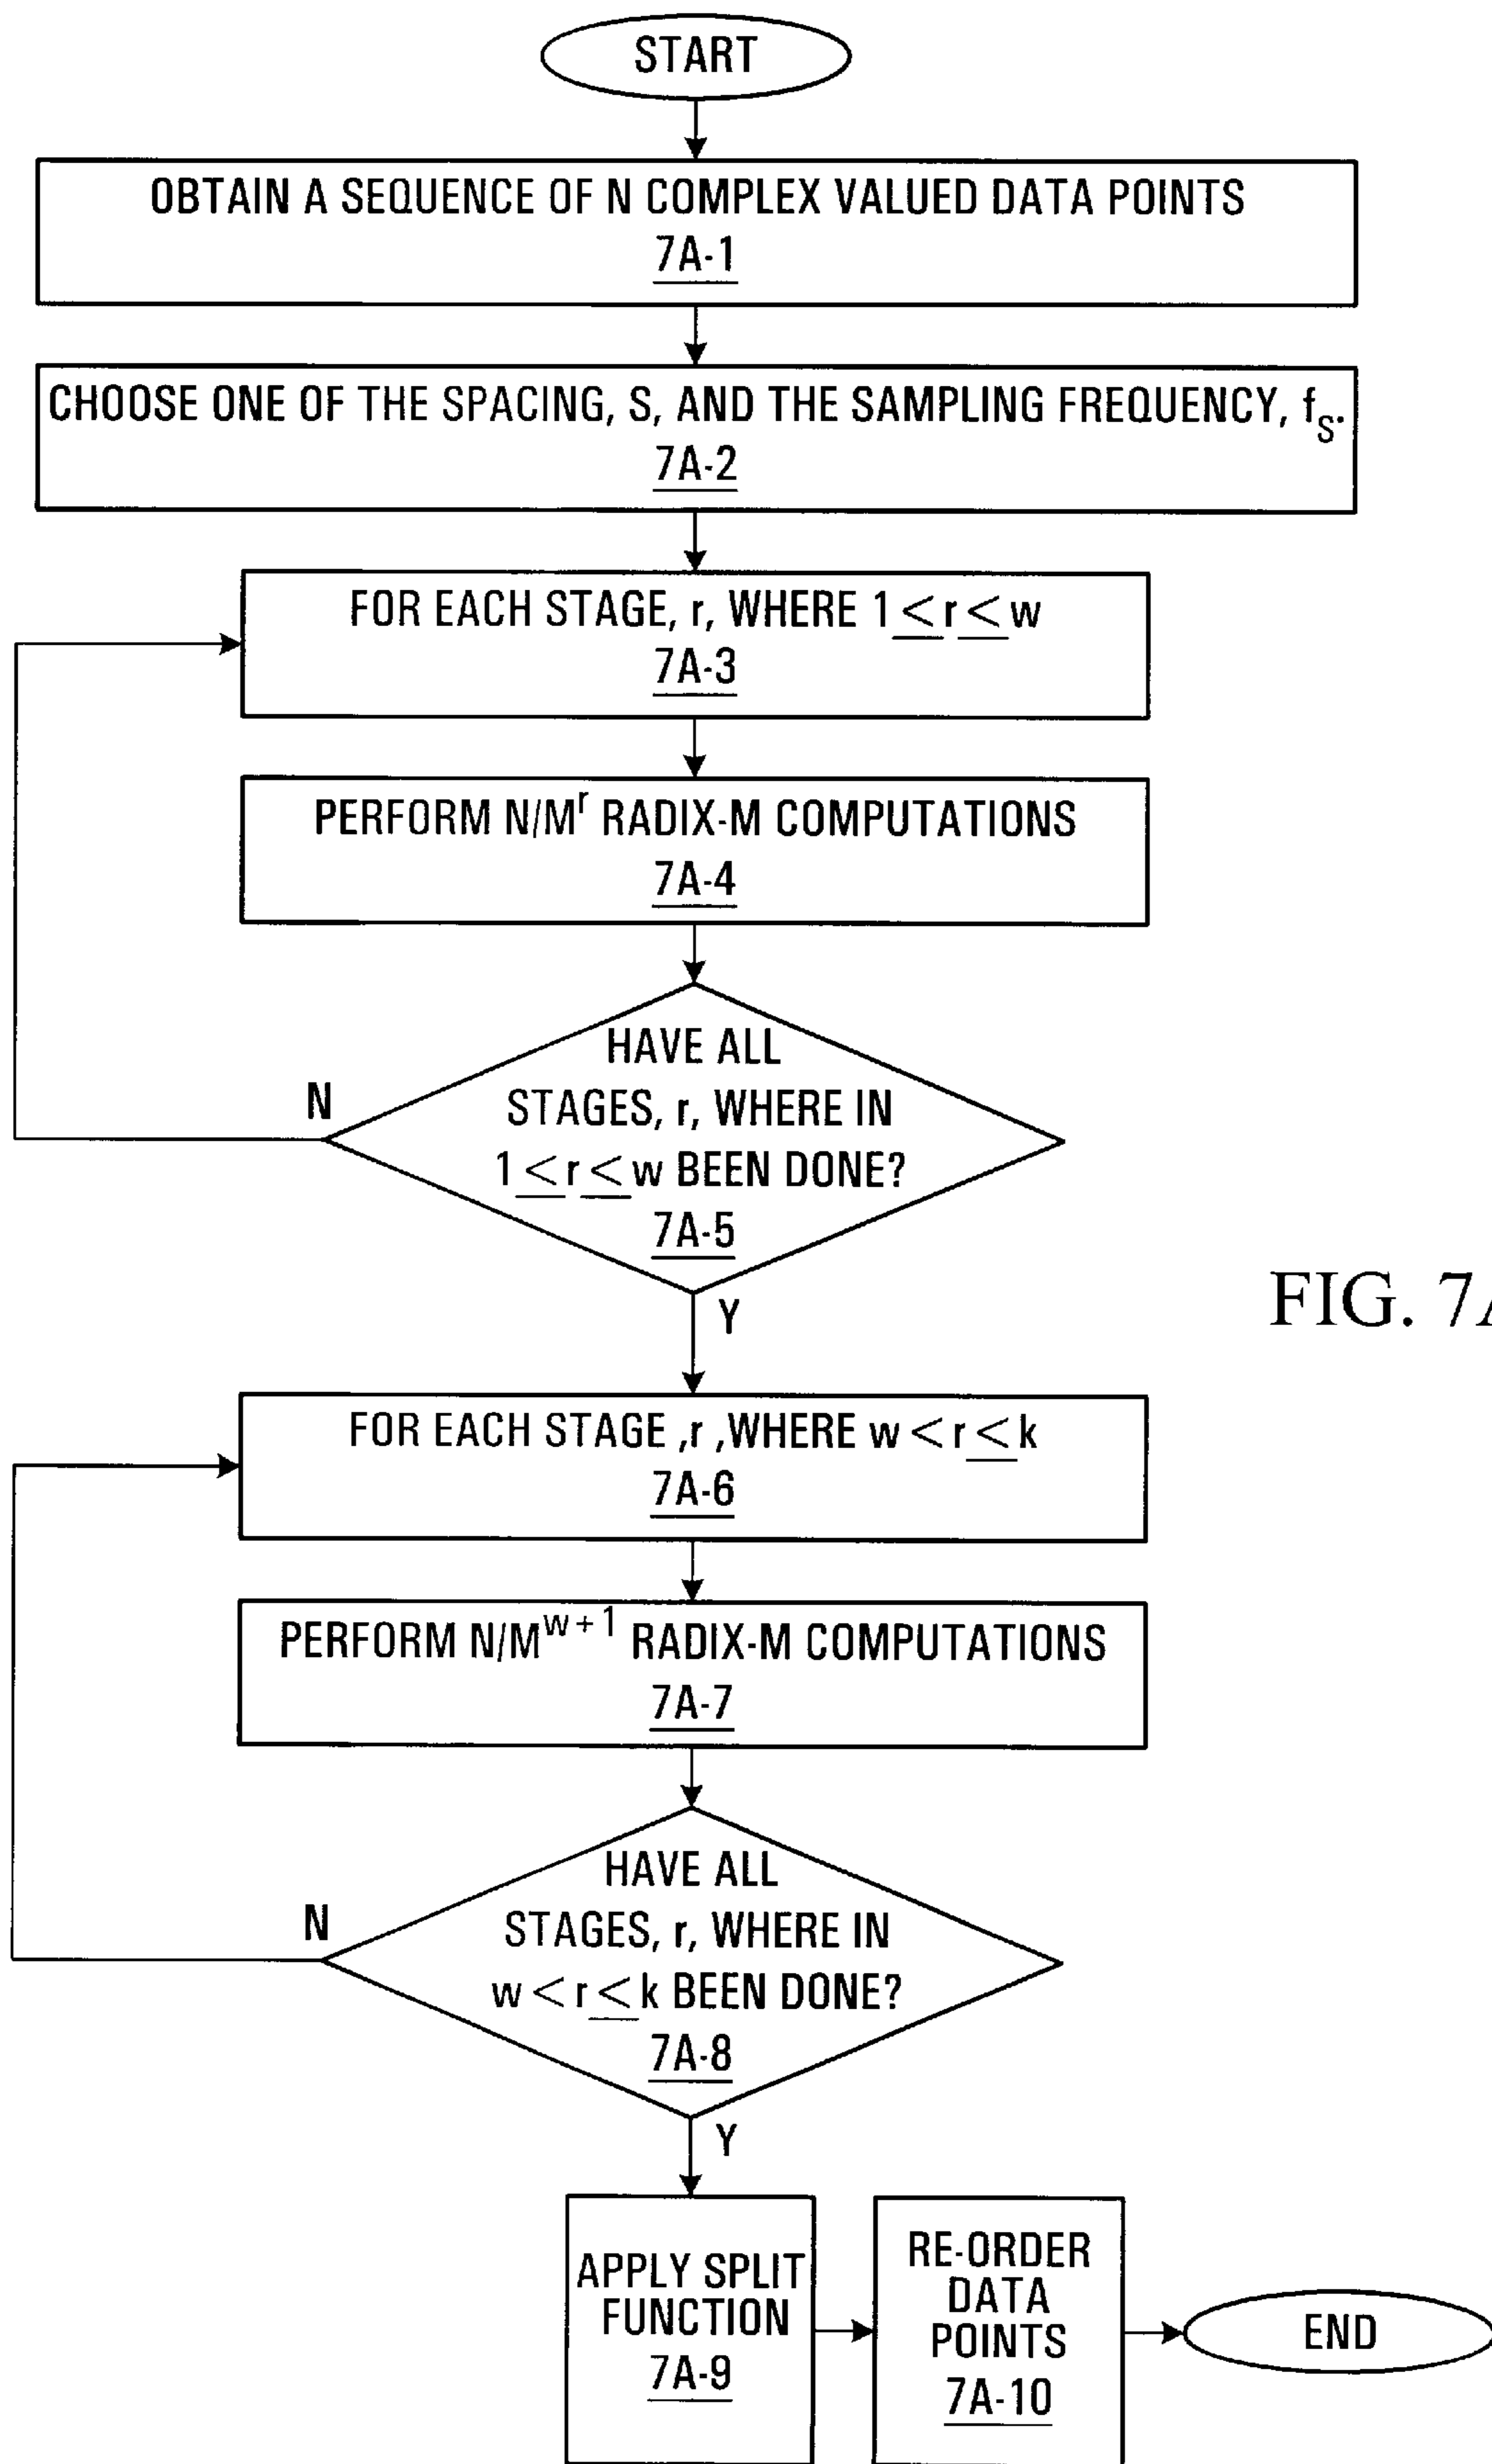 START
OBTAIN A SEQUENCE OF N COMPLEX VALUED DATA POINTS
7A-1
CHOOSE ONE OF THE SPACING, S, AND THE SAMPLING FREQUENCY, fS.
7A-2
FOR EACH STAGE, r, WHERE 1 ≤ r ≤ w
7A-3
PERFORM N/M^r RADIX-M COMPUTATIONS
7A-4
HAVE ALL
STAGES, r, WHERE IN
1 ≤ r ≤ w BEEN DONE?
7A-5
N
Y
FIG. 7A
FOR EACH STAGE ,r ,WHERE w < r ≤ k
7A-6
PERFORM N/M^w+1 RADIX-M COMPUTATIONS
7A-7
HAVE ALL
STAGES, r, WHERE IN
w < r ≤ k BEEN DONE?
7A-8
N
Y
APPLY SPLIT
FUNCTION
7A-9
RE-ORDER
DATA
POINTS
7A-10
END